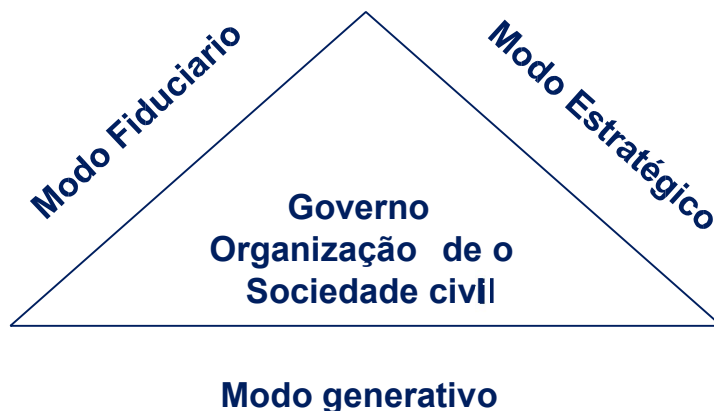 Modo Fiduciario
Modo Estratégico
Governo
Organização de o
Sociedade civil
Modo generativo